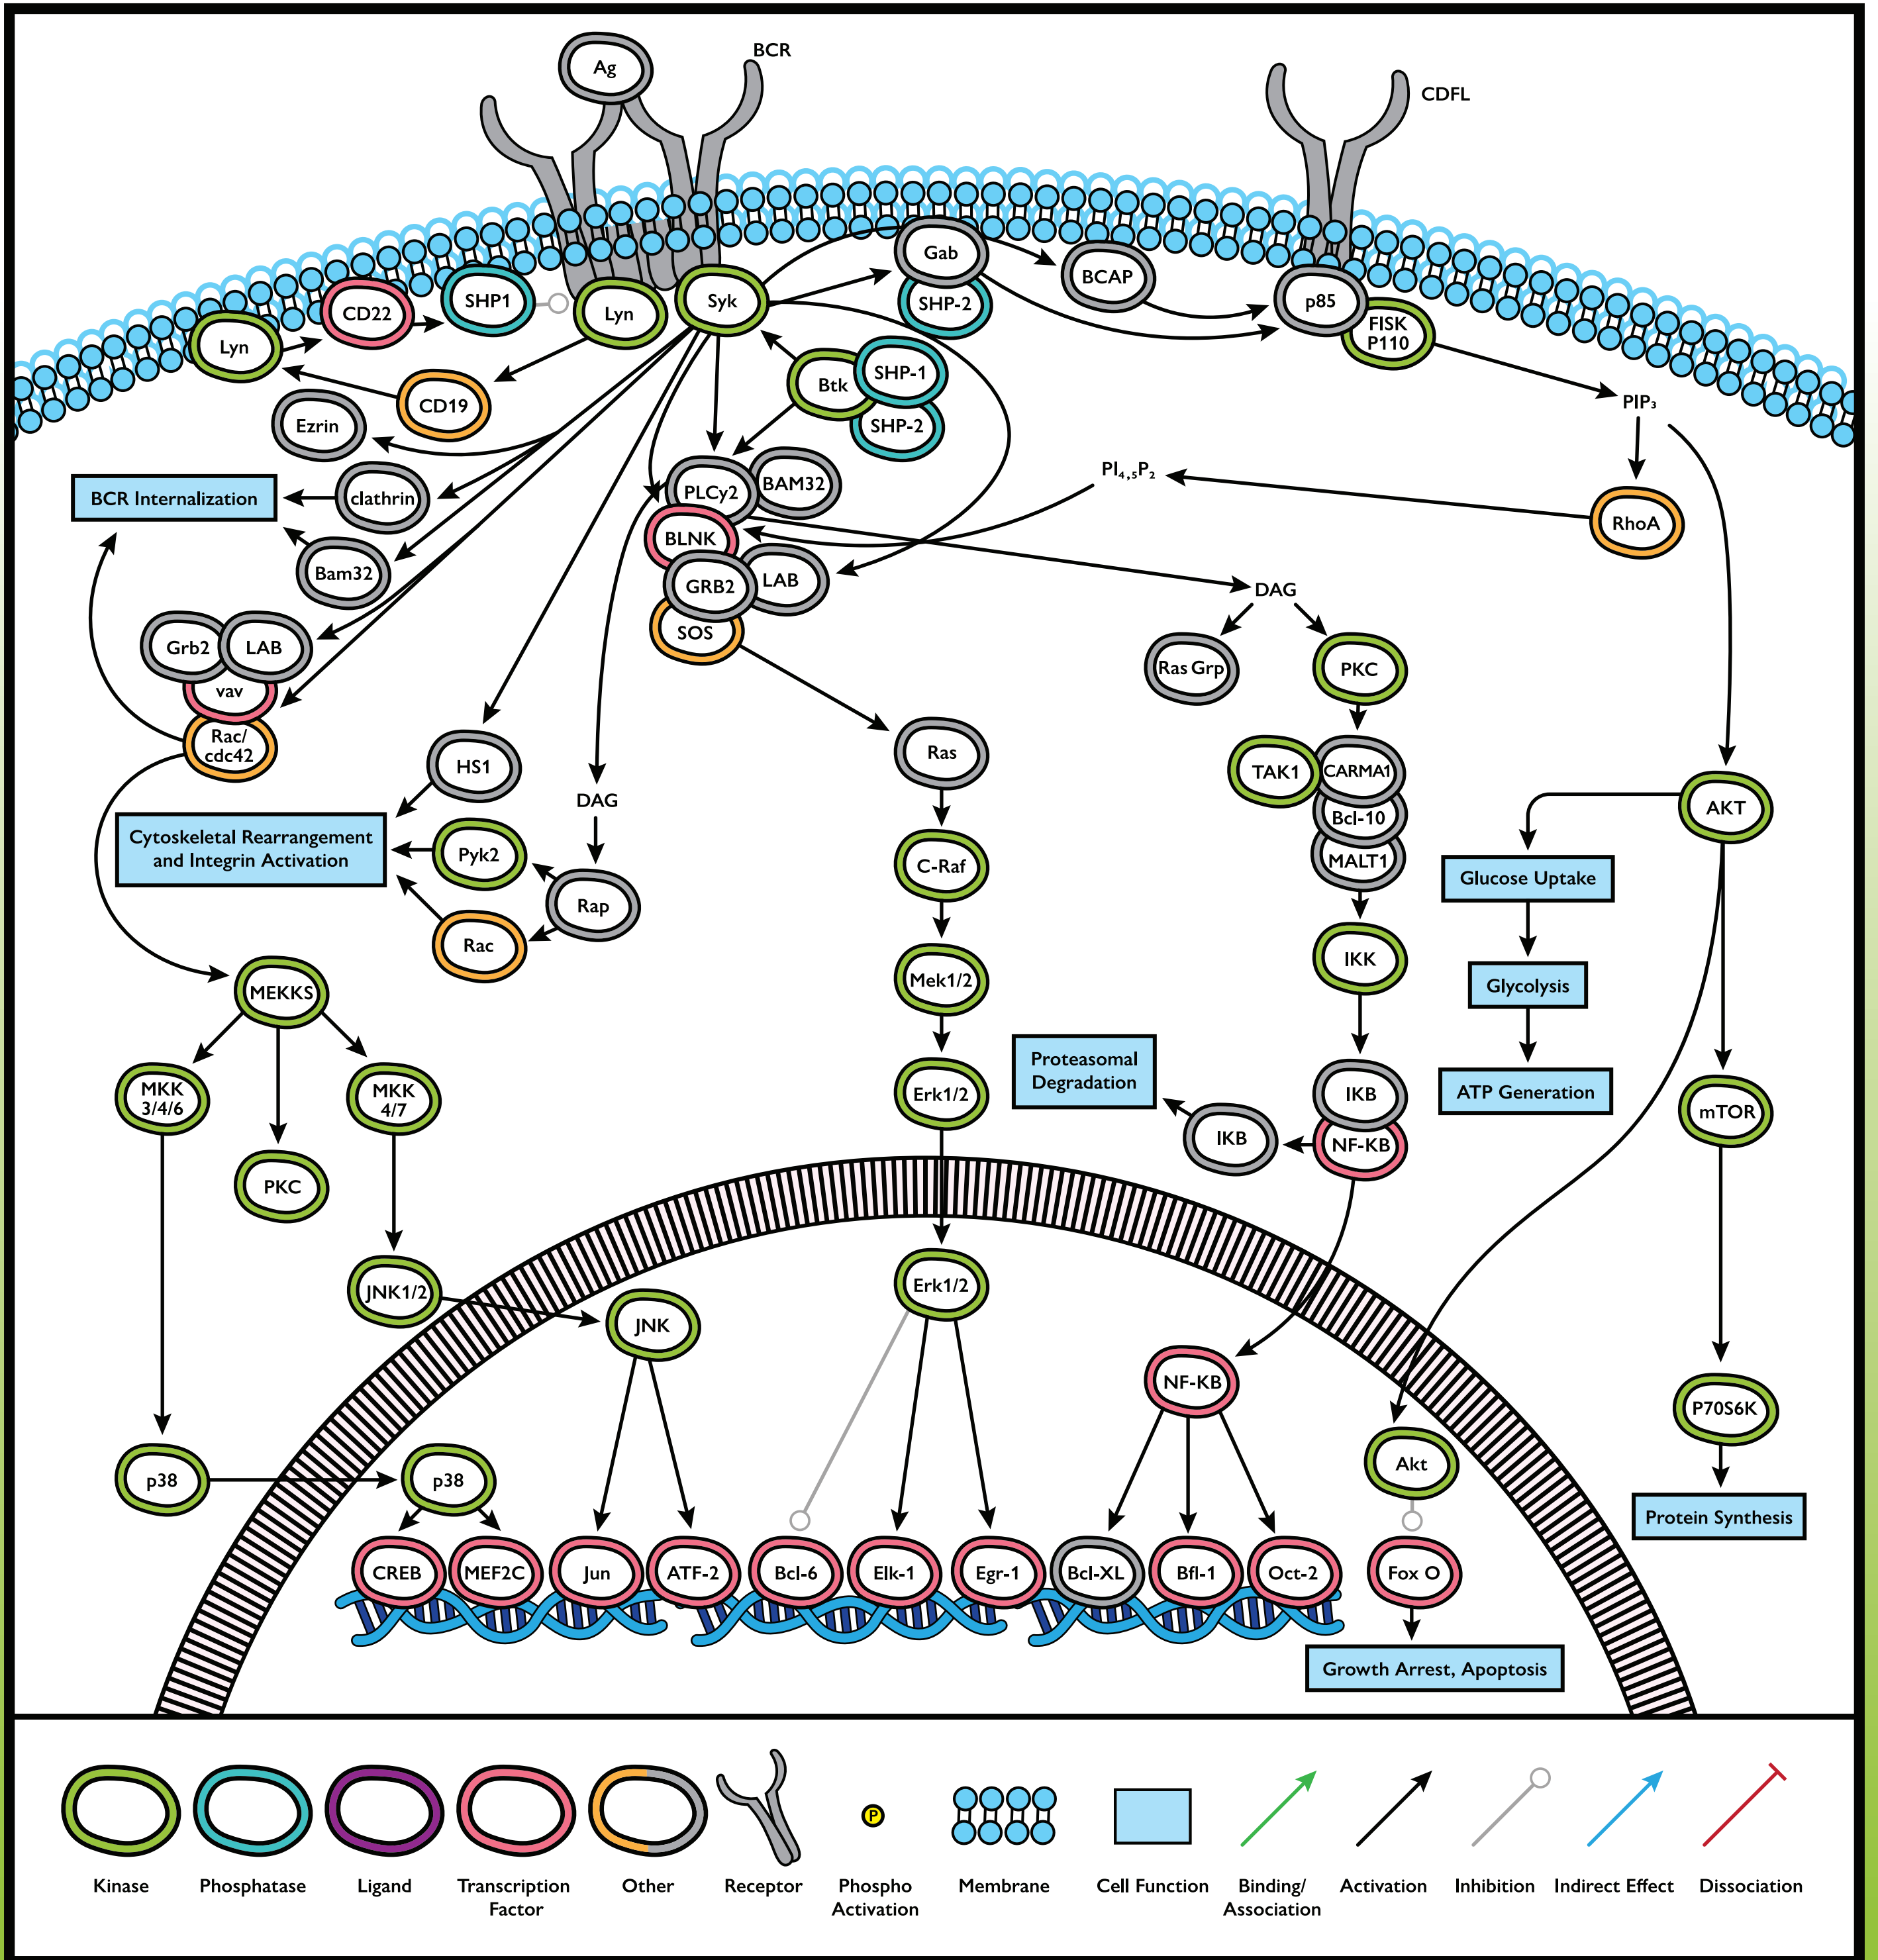 Ag
BCR
CDFL
Gab
SHP-2
BCAP
p85
FISK
P110
CD22
SHP1
Lyn
Syk
Lyn
Btk
SHP-1
SHP-2
CD19
PIP₃
Ezrin
BCR Internalization
clathrin
PLCy2
BAM32
PI₄,₅P₂
RhoA
BLNK
Bam32
GRB2
LAB
DAG
SOS
Grb2
LAB
vav
Rac/
cdc42
Ras Grp
PKC
HS1
Ras
TAK1
CARMA1
DAG
AKT
Bcl-10
Cytoskeletal Rearrangement
and Integrin Activation
Pyk2
C-Raf
MALT1
Glucose Uptake
Rap
Rac
IKK
MEKKS
Mek1/2
Glycolysis
Proteasomal
Degradation
MKK
3/4/6
MKK
4/7
Erk1/2
IKB
ATP Generation
mTOR
IKB
NF-KB
PKC
JNK1/2
JNK
Erk1/2
NF-KB
P70S6K
p38
p38
Akt
Protein Synthesis
CREB
MEF2C
Jun
ATF-2
Bcl-6
Elk-1
Egr-1
Bcl-XL
Bfl-1
Oct-2
Fox O
Growth Arrest, Apoptosis
P
Kinase
Phosphatase
Ligand
Transcription
Factor
Other
Receptor
Phospho
Activation
Membrane
Cell Function
Binding/
Association
Activation
Inhibition
Indirect Effect
Dissociation